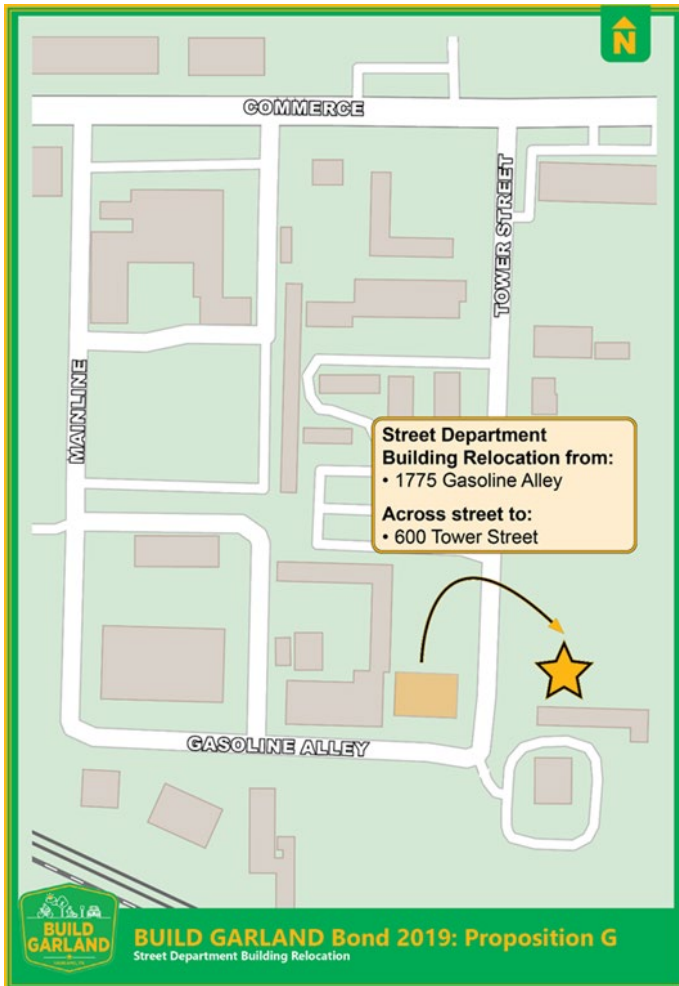 N
COMMERCE
TOWER STREET
MAINLINE
Street Department
Building Relocation from:
• 1775 Gasoline Alley
Across street to:
• 600 Tower Street
GASOLINE ALLEY
BUILD
GARLAND
BUILD GARLAND Bond 2019: Proposition G
Street Department Building Relocation